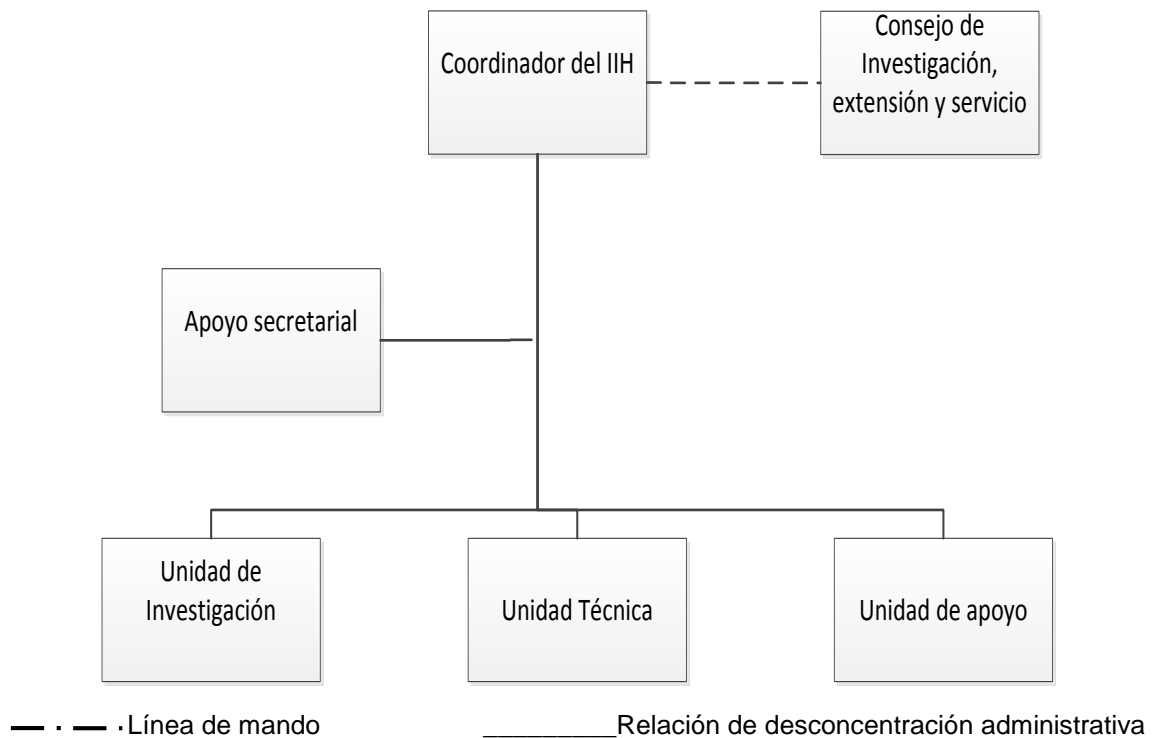 Coordinador del IIH
Consejo de
Investigación,
extensión y servicio
Apoyo secretarial
Unidad de
Investigación
Unidad Técnica
Unidad de apoyo
Línea de mando
_________Relación de desconcentración administrativa